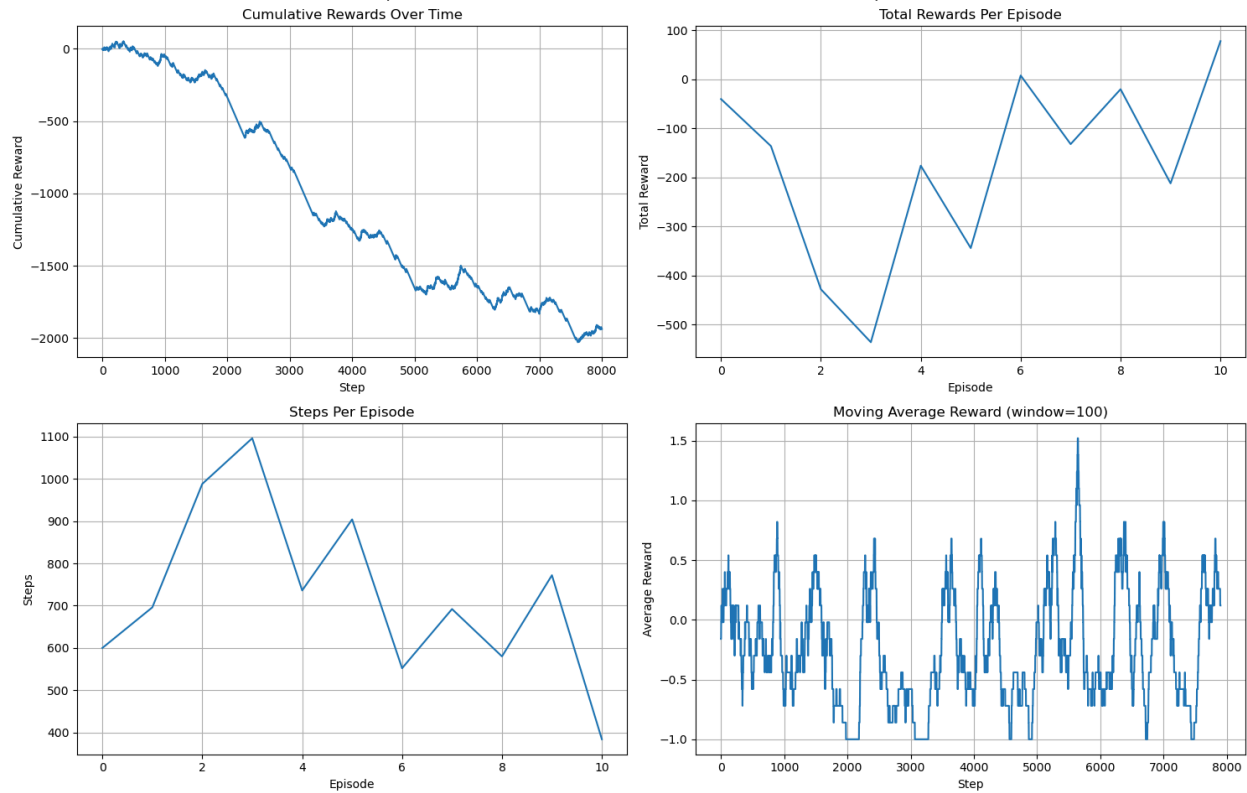 Cumulative Rewards Over Time
0
−500
−1000
−1500
−2000
Cumulative Reward
0 1000 2000 3000 4000 5000 6000 7000 8000
Step
Total Rewards Per Episode
100
0
−100
−200
−300
−400
−500
Total Reward
0 2 4 6 8 10
Episode
Steps Per Episode
1100
1000
900
800
700
600
500
400
Steps
0 2 4 6 8 10
Episode
Moving Average Reward (window=100)
1.5
1.0
0.5
0.0
−0.5
−1.0
Average Reward
0 1000 2000 3000 4000 5000 6000 7000 8000
Step